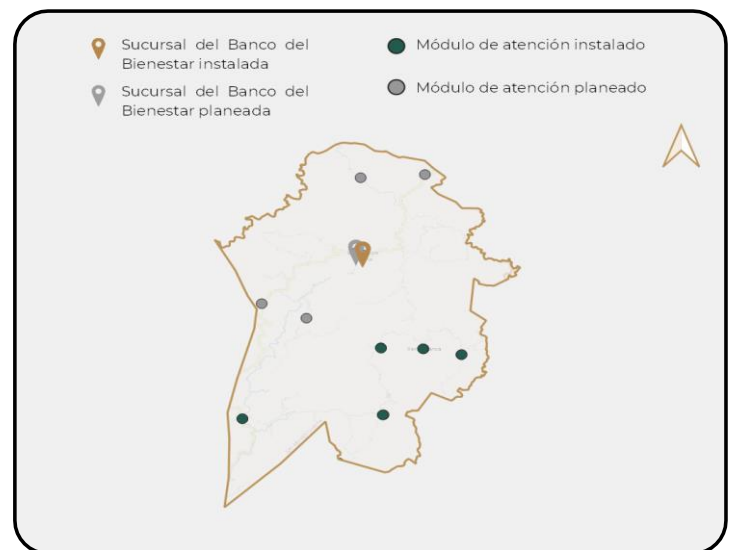 Sucursal del Banco del
Bienestar instalada
Sucursal del Banco del
Bienestar planeada
Módulo de atención instalado
Módulo de atención planeado